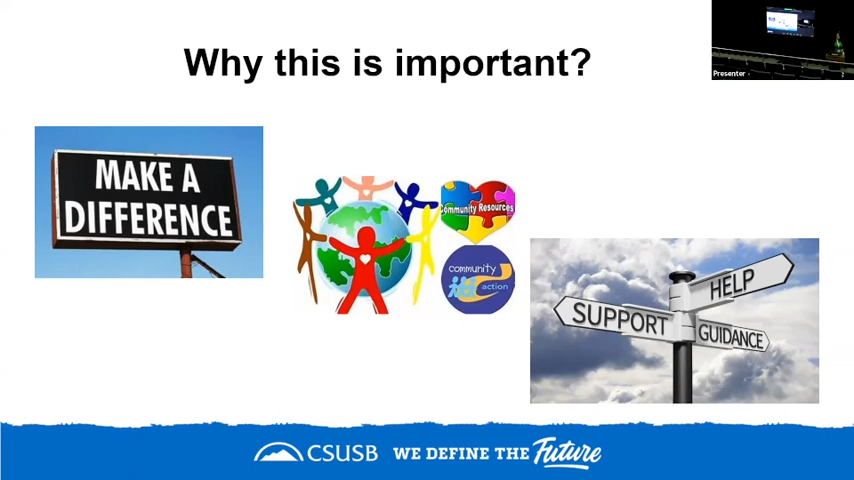 Why this is important?
Presenter
MAKE A
DIFFERENCE
Community Resources
community
action
HELP
SUPPORT
GUIDANCE
CSUSB
WE DEFINE THE Future